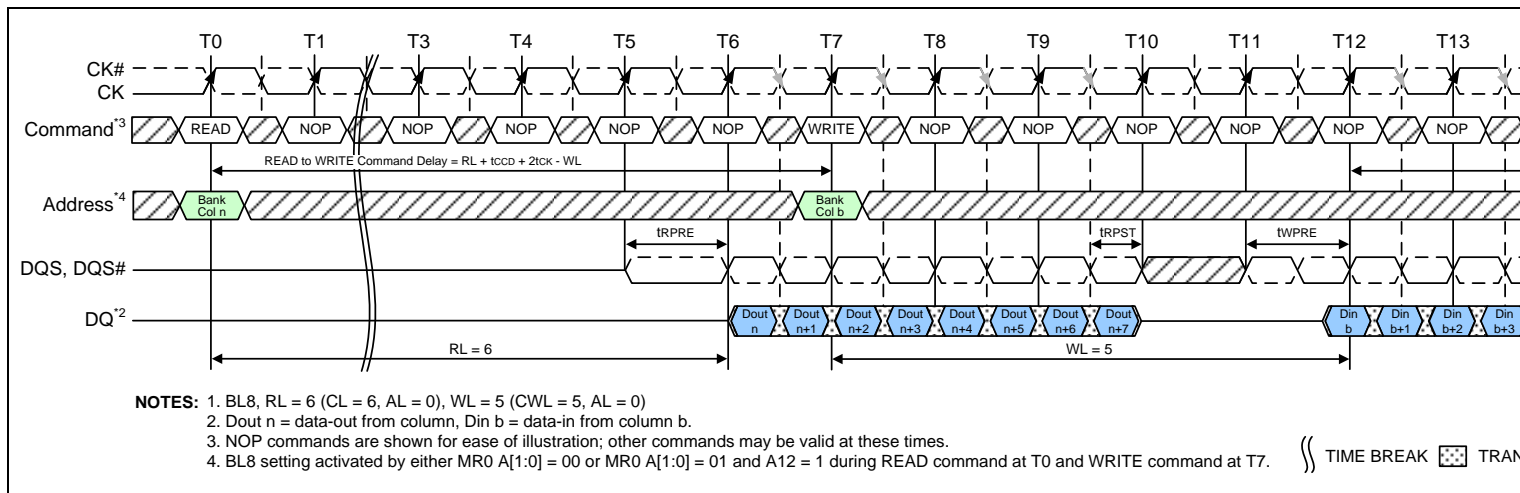 T0 T1 T3 T4 T5 T6 T7 T8 T9 T10 T11 T12 T13
CK#
CK
Command*3 READ NOP NOP NOP NOP NOP WRITE NOP NOP NOP NOP NOP NOP
READ to WRITE Command Delay = RL + tCCD + 2tCK - WL
Address*4 Bank Col n Bank Col b
tRPRE tRPST tWPRE
DQS, DQS#
DQ*2 Dout n Dout n+1 Dout n+2 Dout n+3 Dout n+4 Dout n+5 Dout n+6 Dout n+7 Din b Din b+1 Din b+2 Din b+3
RL = 6 WL = 5
NOTES: 1. BL8, RL = 6 (CL = 6, AL = 0), WL = 5 (CWL = 5, AL = 0)
2. Dout n = data-out from column, Din b = data-in from column b.
3. NOP commands are shown for ease of illustration; other commands may be valid at these times.
4. BL8 setting activated by either MR0 A[1:0] = 00 or MR0 A[1:0] = 01 and A12 = 1 during READ command at T0 and WRITE command at T7.
TIME BREAK TRAN